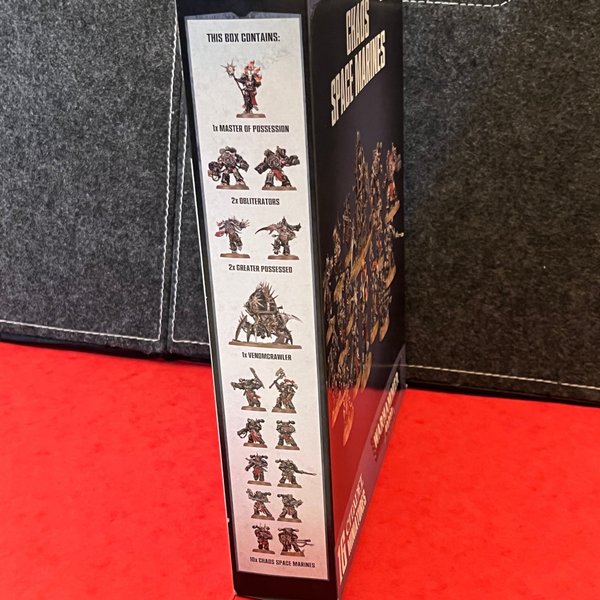 THIS BOX CONTAINS:
1x MASTER OF POSSESSION
2x OBLITERATORS
2x GREATER POSSESSED
1x VENOMCRAWLER
10x CHAOS SPACE MARINES
CHAOS
SPACE MARINES